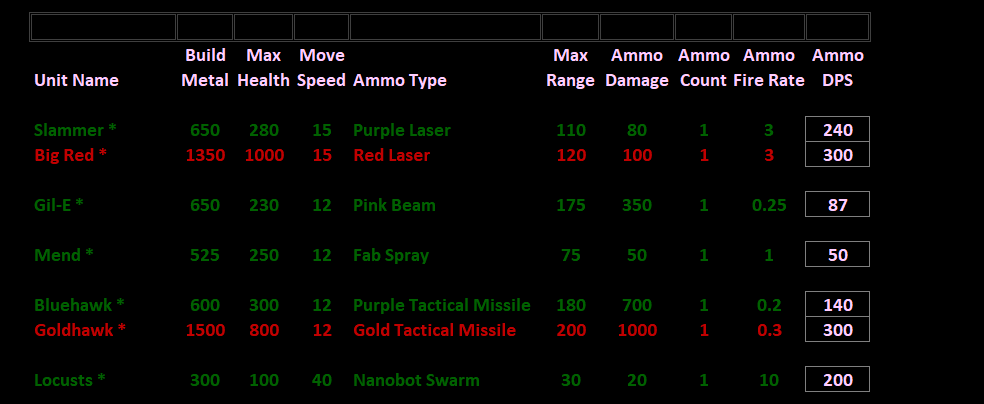 Build Max Move Max Ammo Ammo Ammo Ammo
Unit Name Metal Health Speed Ammo Type Range Damage Count Fire Rate DPS
Slammer * 650 280 15 Purple Laser 110 80 1 3 240
Big Red * 1350 1000 15 Red Laser 120 100 1 3 300
Gil-E * 650 230 12 Pink Beam 175 350 1 0.25 87
Mend * 525 250 12 Fab Spray 75 50 1 1 50
Bluehawk * 600 300 12 Purple Tactical Missile 180 700 1 0.2 140
Goldhawk * 1500 800 12 Gold Tactical Missile 200 1000 1 0.3 300
Locusts * 300 100 40 Nanobot Swarm 30 20 1 10 200